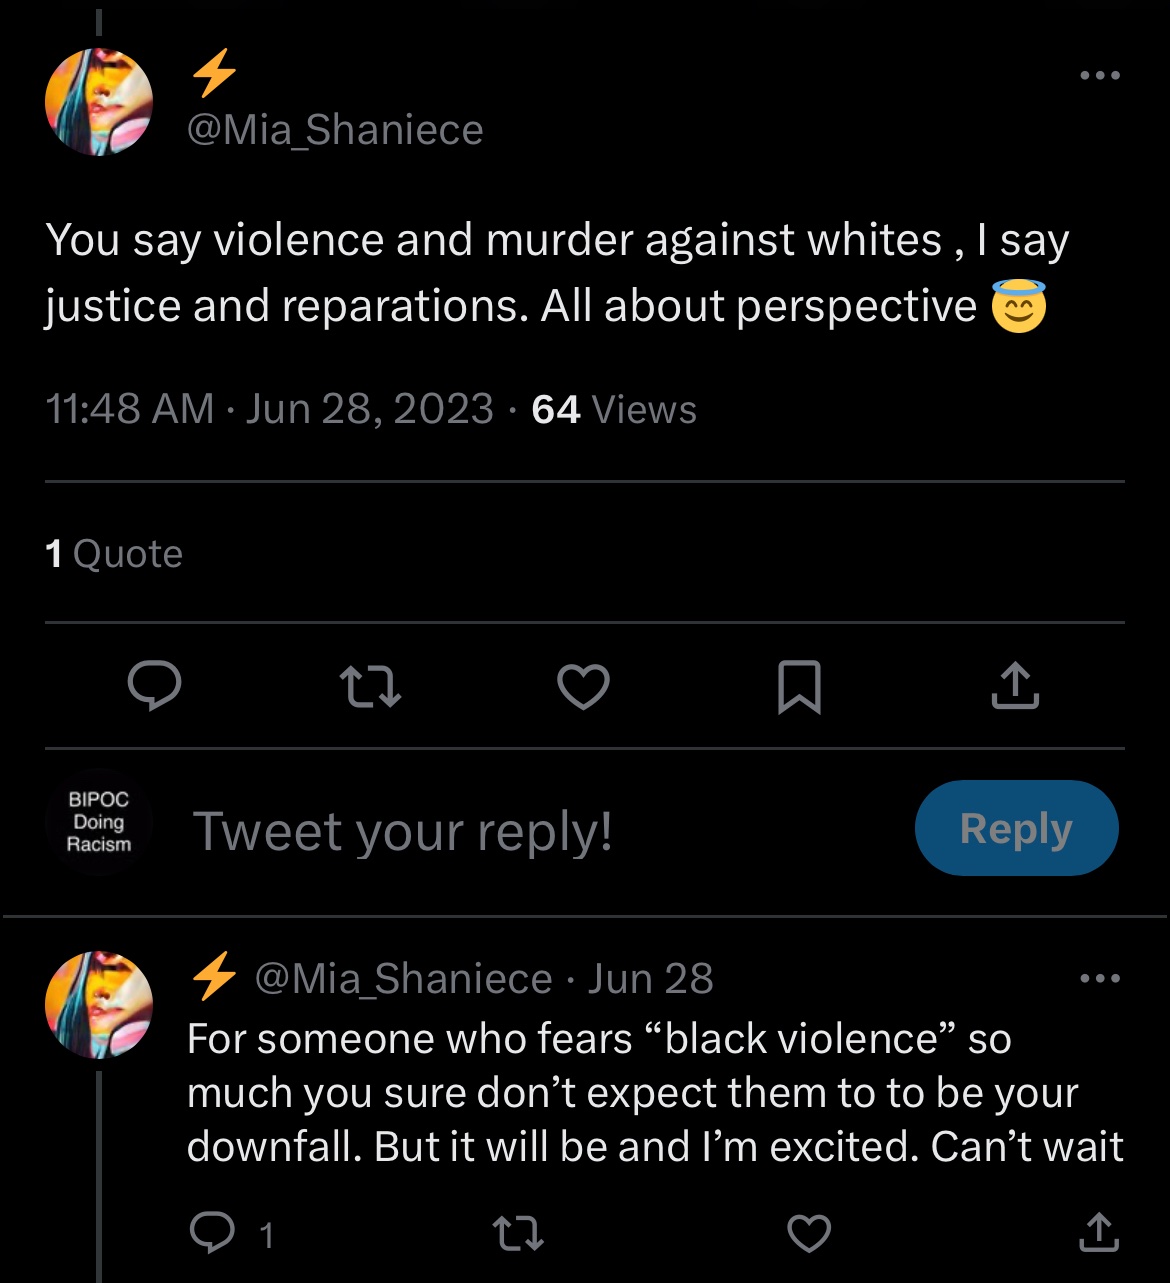 ⚡
@Mia_Shaniece
You say violence and murder against whites , I say
justice and reparations. All about perspective 😇
11:48 AM · Jun 28, 2023 · 64 Views
1 Quote
BIPOC
Doing
Racism
Tweet your reply!
Reply
⚡ @Mia_Shaniece · Jun 28
For someone who fears “black violence” so
much you sure don’t expect them to to be your
downfall. But it will be and I’m excited. Can’t wait
1